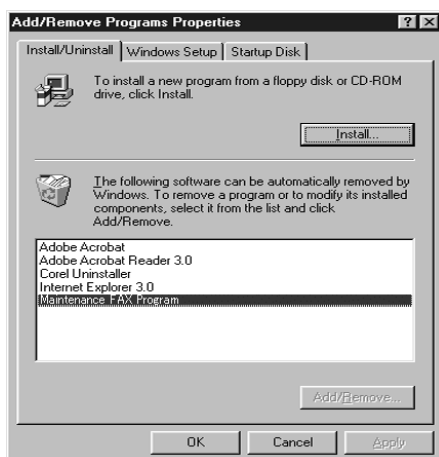 Add/Remove Programs Properties
Install/Uninstall
Windows Setup
Startup Disk
To install a new program from a floppy disk or CD-ROM
drive, click Install.
Install...
The following software can be automatically removed by
Windows. To remove a program or to modify its installed
components, select it from the list and click
Add/Remove.
Adobe Acrobat
Adobe Acrobat Reader 3.0
Corel Uninstaller
Internet Explorer 3.0
Maintenance FAX Program
Add/Remove...
OK
Cancel
Apply